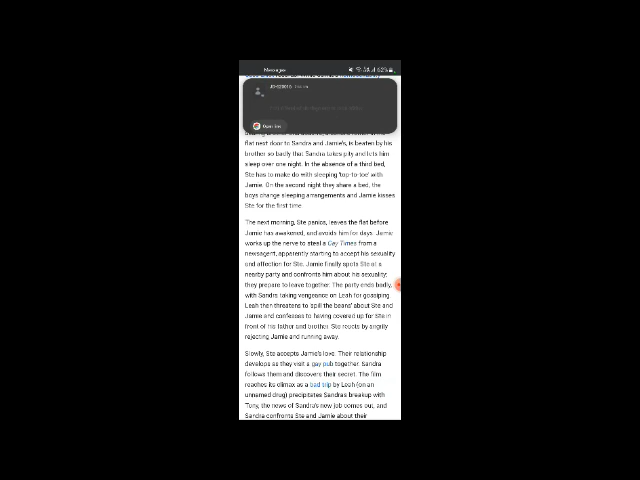 Messages
62%
flat next door to Sandra and Jamie's, is beaten by his
brother so badly that Sandra takes pity and lets him
sleep over one night. In the absence of a third bed,
Ste has to make do with sleeping 'top-to-toe' with
Jamie. On the second night they share a bed, the
boys change sleeping arrangements and Jamie kisses
Ste for the first time.
The next morning, Ste panics, leaves the flat before
Jamie has awakened, and avoids him for days. Jamie
works up the nerve to steal a Gay Times from a
newsagent, apparently starting to accept his sexuality
and affection for Ste. Jamie finally spots Ste at a
nearby party and confronts him about his sexuality;
they prepare to leave together. The party ends badly,
with Sandra taking vengeance on Leah for gossiping.
Leah then threatens to 'spill the beans' about Ste and
Jamie and confesses to having covered up for Ste in
front of his father and brother. Ste reacts by angrily
rejecting Jamie and running away.
Slowly, Ste accepts Jamie's love. Their relationship
develops as they visit a gay pub together. Sandra
follows them and discovers their secret. The film
reaches its climax as a bad trip by Leah (on an
unnamed drug) precipitates Sandra's breakup with
Tony, the news of Sandra's new job comes out, and
Sandra confronts Ste and Jamie about their